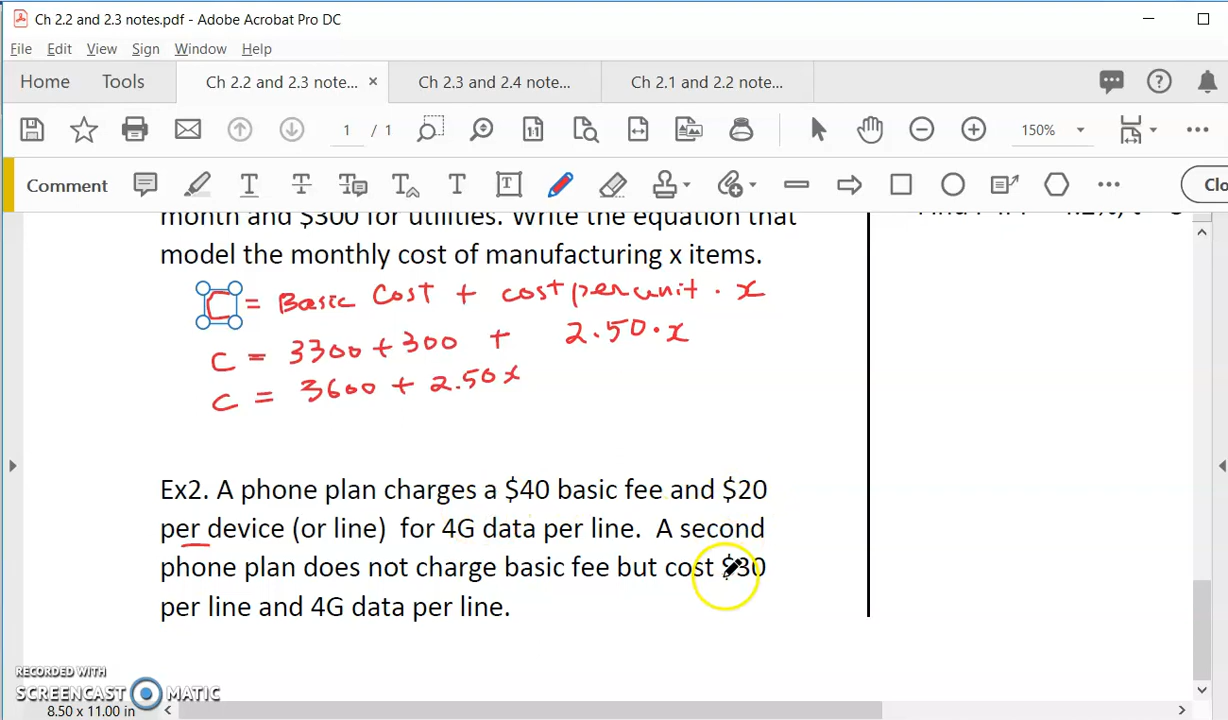 Ch 2.2 and 2.3 notes.pdf - Adobe Acrobat Pro DC
File Edit View Sign Window Help
Home Tools Ch 2.2 and 2.3 note... × Ch 2.3 and 2.4 note... Ch 2.1 and 2.2 note...
1 / 1 150%
Comment Clo
month and $300 for utilities. Write the equation that
model the monthly cost of manufacturing x items.
C = Basic Cost + cost per unit · x
C = 3300 + 300 + 2.50 · x
C = 3600 + 2.50x
Ex2. A phone plan charges a $40 basic fee and $20
per device (or line) for 4G data per line. A second
phone plan does not charge basic fee but cost $30
per line and 4G data per line.
RECORDED WITH
SCREENCAST MATIC
8.50 x 11.00 in